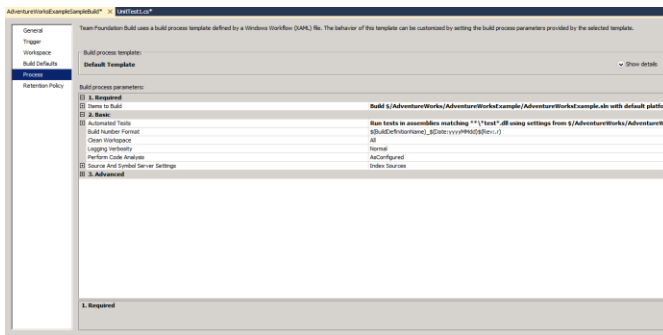 AdventureWorksExampleSampleBuild* × UnitTest1.cs*
General
Trigger
Workspace
Build Defaults
Process
Retention Policy
Team Foundation Build uses a build process template defined by a Windows Workflow (XAML) file. The behavior of this template can be customized by setting the build process parameters provided by the selected template.
Build process template:
Default Template Show details
Build process parameters:
1. Required
Items to Build Build $/AdventureWorks/AdventureWorksExample/AdventureWorksExample.sln with default platfo
2. Basic
Automated Tests Run tests in assemblies matching **\*test*.dll using settings from $/AdventureWorks/AdventureW
Build Number Format $(BuildDefinitionName)_$(Date:yyyyMMdd)$(Rev:.r)
Clean Workspace All
Logging Verbosity Normal
Perform Code Analysis AsConfigured
Source And Symbol Server Settings Index Sources
3. Advanced
1. Required